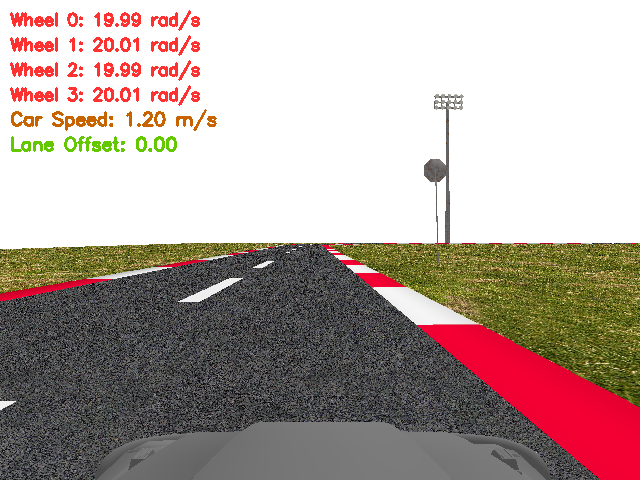 Wheel 0: 19.99 rad/s
Wheel 1: 20.01 rad/s
Wheel 2: 19.99 rad/s
Wheel 3: 20.01 rad/s
Car Speed: 1.20 m/s
Lane Offset: 0.00